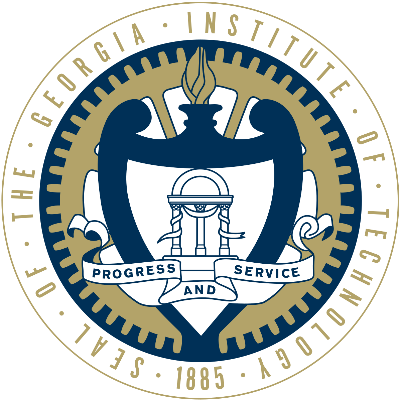 SEAL · OF · THE · GEORGIA · INSTITUTE · OF · TECHNOLOGY
· 1885 ·
PROGRESS
AND
SERVICE